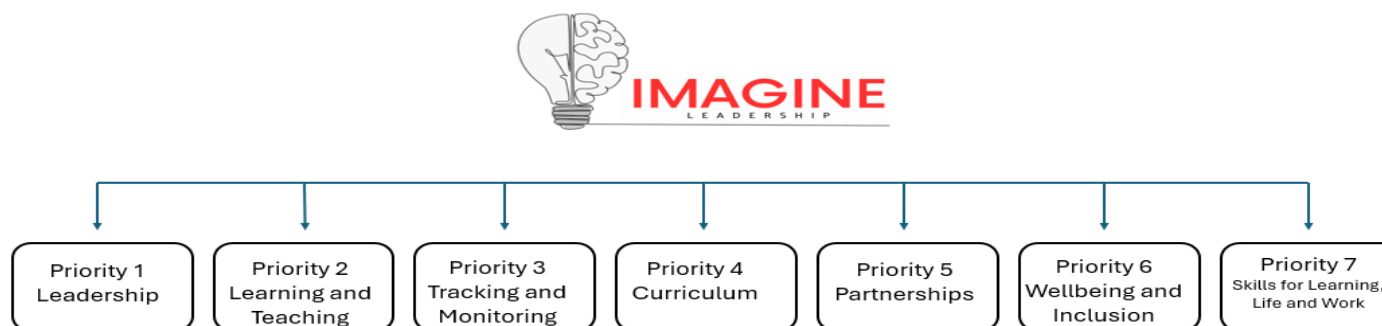 IMAGINE
LEADERSHIP
Priority 1
Leadership
Priority 2
Learning and
Teaching
Priority 3
Tracking and
Monitoring
Priority 4
Curriculum
Priority 5
Partnerships
Priority 6
Wellbeing and
Inclusion
Priority 7
Skills for Learning,
Life and Work